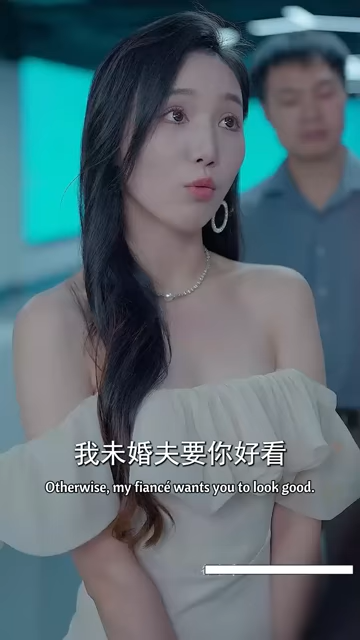 我未婚夫要你好看
Otherwise, my fiancé wants you to look good.